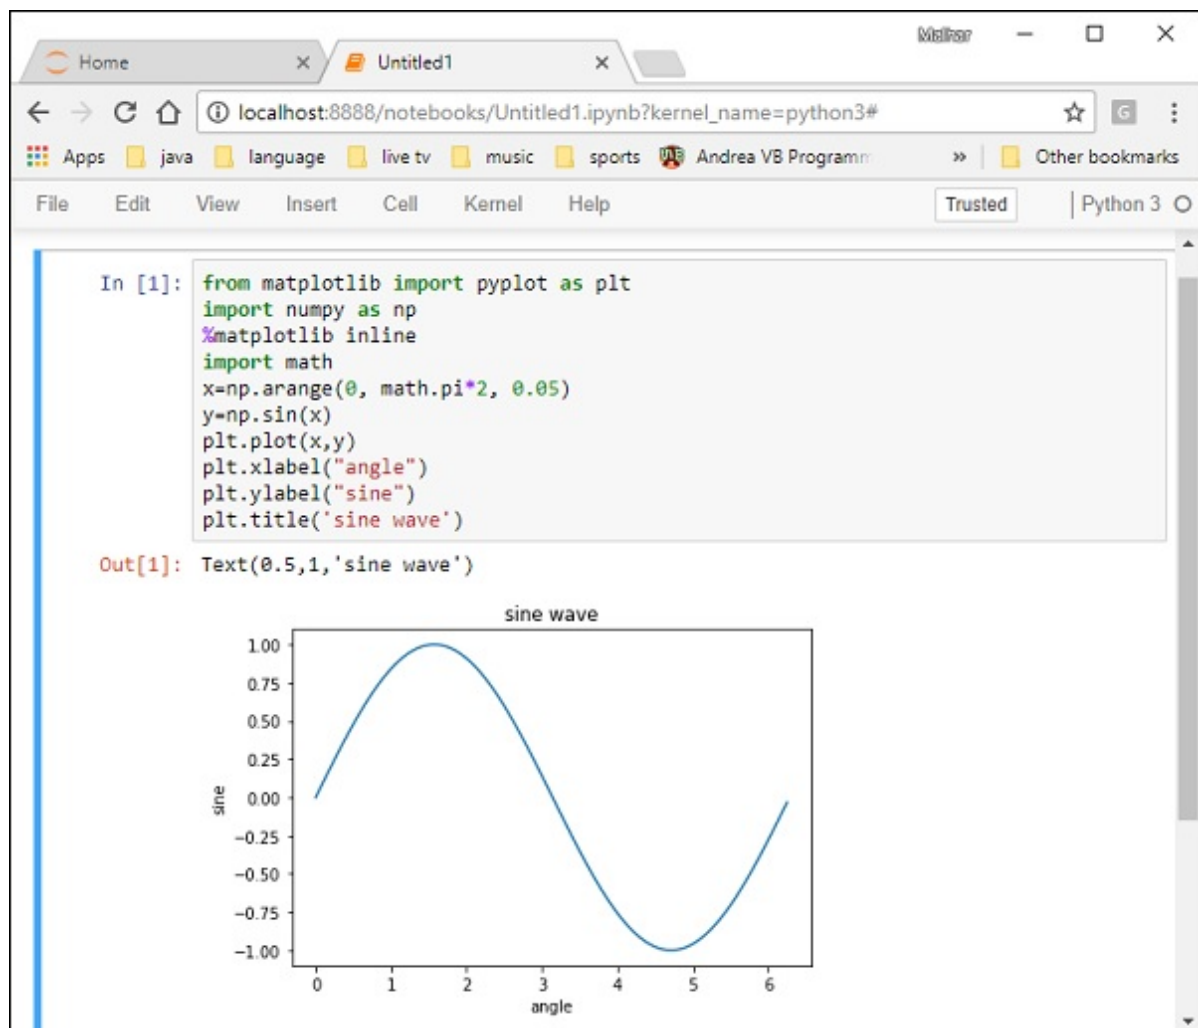 Malhar
Home
Untitled1
localhost:8888/notebooks/Untitled1.ipynb?kernel_name=python3#
G
Apps java language live tv music sports Andrea VB Programm » Other bookmarks
File Edit View Insert Cell Kernel Help Trusted Python 3
In [1]: from matplotlib import pyplot as plt
import numpy as np
%matplotlib inline
import math
x=np.arange(0, math.pi*2, 0.05)
y=np.sin(x)
plt.plot(x,y)
plt.xlabel("angle")
plt.ylabel("sine")
plt.title('sine wave')
Out[1]: Text(0.5,1,'sine wave')
sine wave
1.00
0.75
0.50
0.25
0.00
−0.25
−0.50
−0.75
−1.00
sine
0 1 2 3 4 5 6
angle